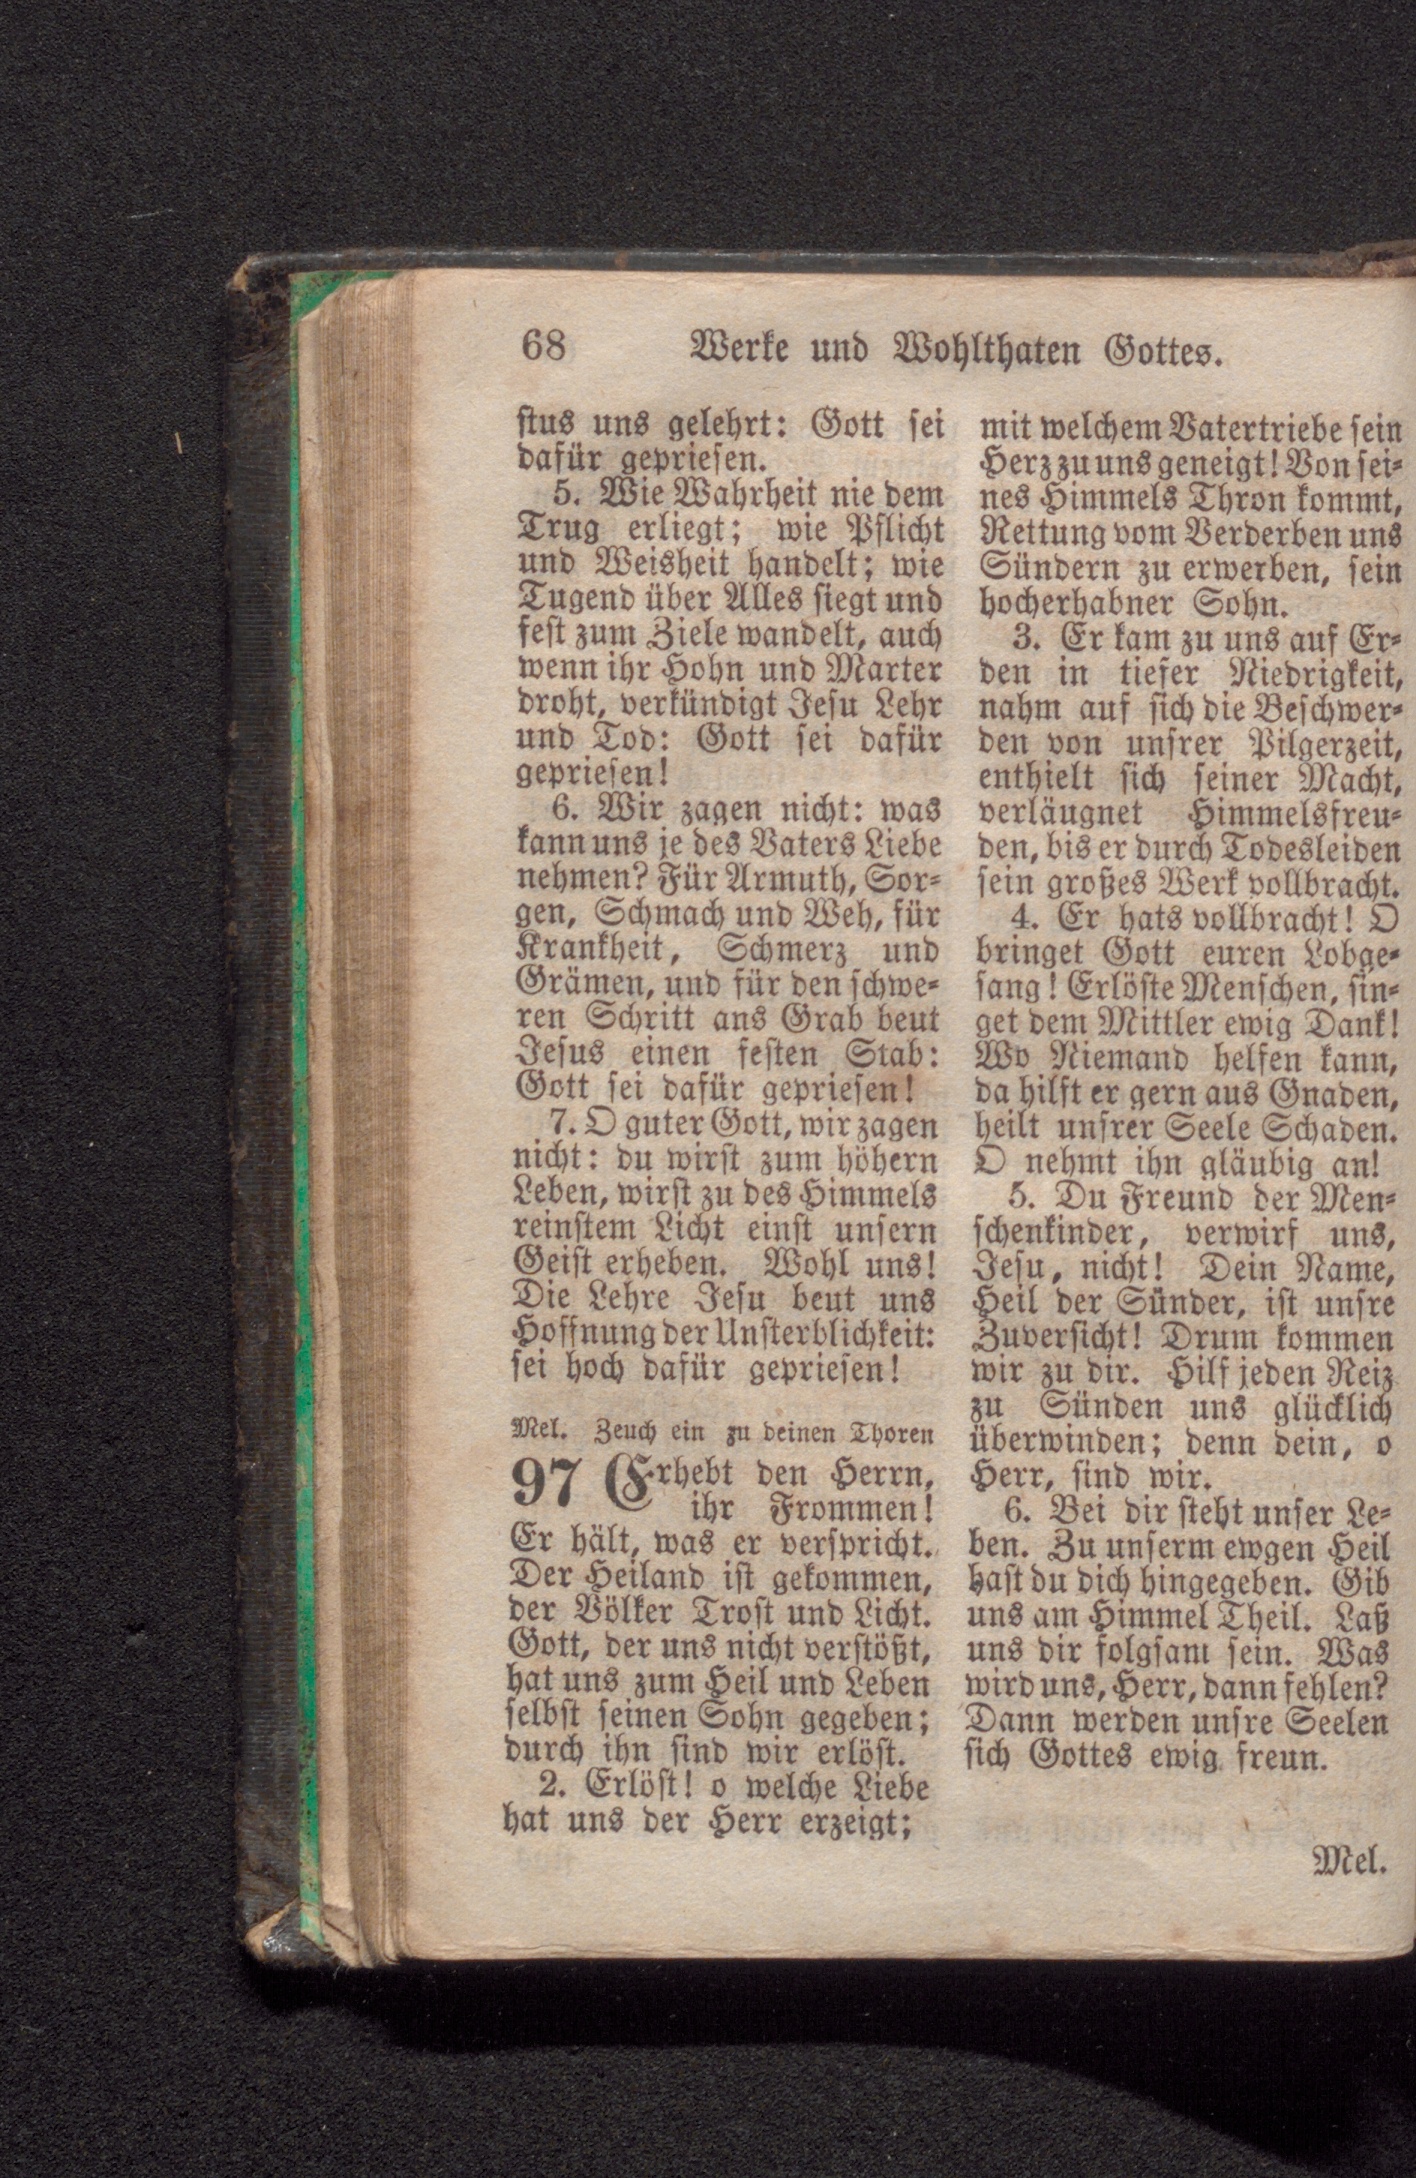 68 Werke und Wohlthaten Gottes.
stus uns gelehrt: Gott sei
dafür gepriesen.
5. Wie Wahrheit nie dem
Trug erliegt; wie Pflicht
und Weisheit handelt; wie
Tugend über Alles siegt und
fest zum Ziele wandelt, auch
wenn ihr Hohn und Marter
droht, verkündigt Jesu Lehr
und Tod: Gott sei dafür
gepriesen!
6. Wir zagen nicht: was
kann uns je des Vaters Liebe
nehmen? Für Armuth, Sor-
gen, Schmach und Weh, für
Krankheit, Schmerz und
Grämen, und für den schwe-
ren Schritt ans Grab beut
Jesus einen festen Stab:
Gott sei dafür gepriesen!
7. O guter Gott, wir zagen
nicht: du wirst zum höhern
Leben, wirst zu des Himmels
reinstem Licht einst unsern
Geist erheben. Wohl uns!
Die Lehre Jesu beut uns
Hoffnung der Unsterblichkeit:
sei hoch dafür gepriesen!
Mel. Zeuch ein zu deinen Thoren
97 Erhebt den Herrn,
ihr Frommen!
Er hält, was er verspricht.
Der Heiland ist gekommen,
der Völker Trost und Licht.
Gott, der uns nicht verstößt,
hat uns zum Heil und Leben
selbst seinen Sohn gegeben;
durch ihn sind wir erlöst.
2. Erlöst! o welche Liebe
hat uns der Herr erzeigt;
mit welchem Vatertriebe sein
Herz zu uns geneigt! Von sei-
nes Himmels Thron kommt,
Rettung vom Verderben uns
Sündern zu erwerben, sein
hocherhabner Sohn.
3. Er kam zu uns auf Er-
den in tiefer Niedrigkeit,
nahm auf sich die Beschwer-
den von unsrer Pilgerzeit,
enthielt sich seiner Macht,
verläugnet Himmelsfreu-
den, bis er durch Todesleiden
sein großes Werk vollbracht.
4. Er hats vollbracht! O
bringet Gott euren Lobge-
sang! Erlöste Menschen, sin-
get dem Mittler ewig Dank!
Wo Niemand helfen kann,
da hilft er gern aus Gnaden,
heilt unsrer Seele Schaden.
O nehmt ihn gläubig an!
5. Du Freund der Men-
schenkinder, verwirf uns,
Jesu, nicht! Dein Name,
Heil der Sünder, ist unsre
Zuversicht! Drum kommen
wir zu dir. Hilf jeden Reiz
zu Sünden uns glücklich
überwinden; denn dein, o
Herr, sind wir.
6. Bei dir steht unser Le-
ben. Zu unserm ewgen Heil
hast du dich hingegeben. Gib
uns am Himmel Theil. Laß
uns dir folgsam sein. Was
wird uns, Herr, dann fehlen?
Dann werden unsre Seelen
sich Gottes ewig freun.
Mel.